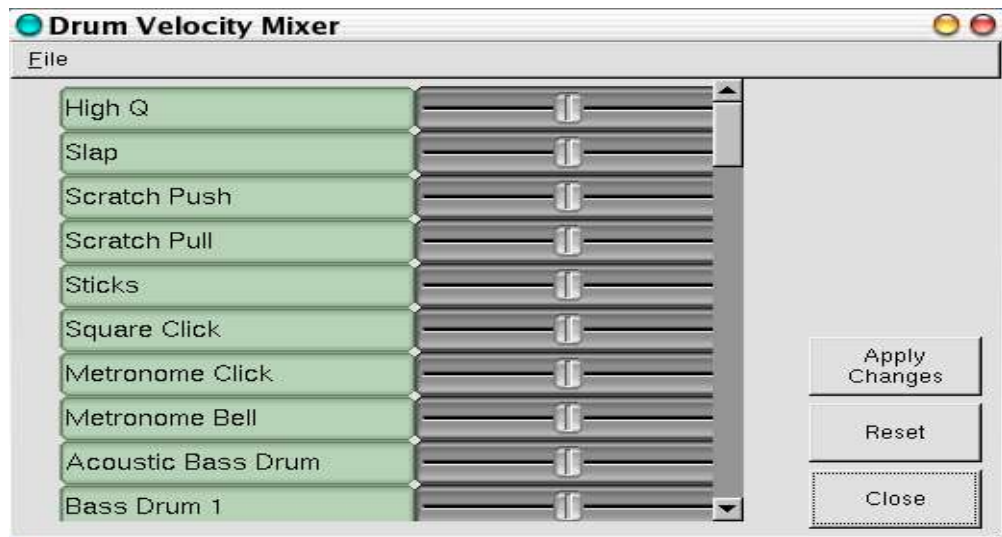 Drum Velocity Mixer
File
High Q
Slap
Scratch Push
Scratch Pull
Sticks
Square Click
Metronome Click
Metronome Bell
Acoustic Bass Drum
Bass Drum 1
Apply
Changes
Reset
Close